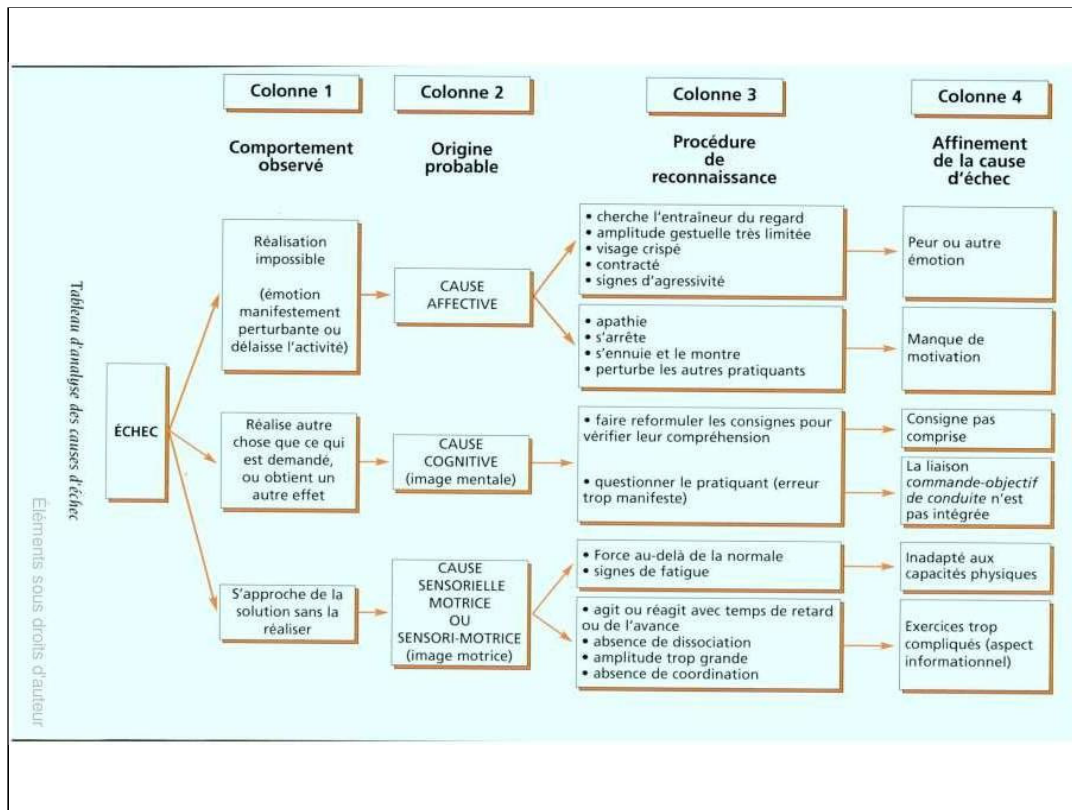 Colonne 1
Colonne 2
Colonne 3
Colonne 4
Comportement
observé
Origine
probable
Procédure
de
reconnaissance
Affinement
de la cause
d'échec
Tableau d'analyse des causes d'échec
Éléments sous droits d'auteur
ÉCHEC
Réalisation
impossible
(émotion
manifestement
perturbante ou
délaisse l'activité)
CAUSE
AFFECTIVE
• cherche l'entraîneur du regard
• amplitude gestuelle très limitée
• visage crispé
• contracté
• signes d'agressivité
Peur ou autre
émotion
• apathie
• s'arrête
• s'ennuie et le montre
• perturbe les autres pratiquants
Manque de
motivation
Réalise autre
chose que ce qui
est demandé,
ou obtient un
autre effet
CAUSE
COGNITIVE
(image mentale)
• faire reformuler les consignes pour
vérifier leur compréhension
• questionner le pratiquant (erreur
trop manifeste)
Consigne pas
comprise
La liaison
commande-objectif
de conduite n'est
pas intégrée
S'approche de la
solution sans la
réaliser
CAUSE
SENSORIELLE
MOTRICE
OU
SENSORI-MOTRICE
(image motrice)
• Force au-delà de la normale
• signes de fatigue
Inadapté aux
capacités physiques
• agit ou réagit avec temps de retard
ou de l'avance
• absence de dissociation
• amplitude trop grande
• absence de coordination
Exercices trop
compliqués (aspect
informationnel)